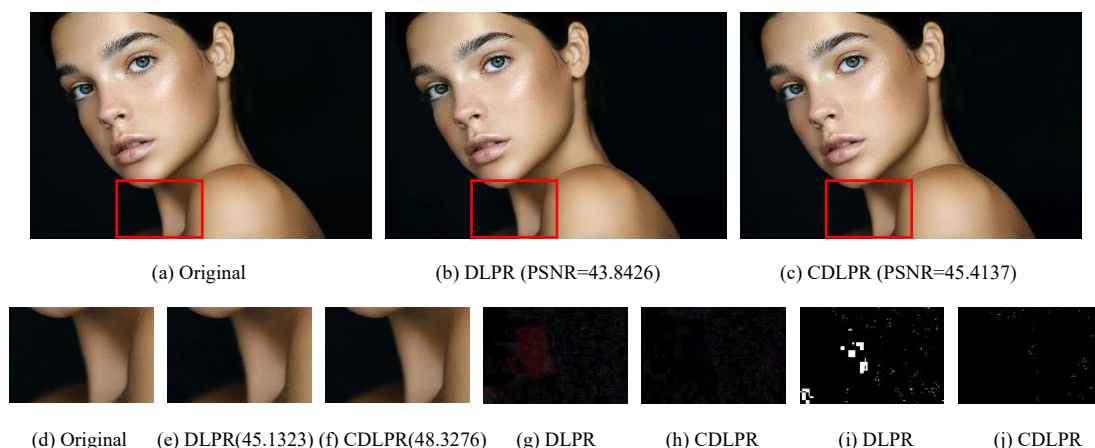 (a) Original (b) DLPR (PSNR=43.8426) (c) CDLPR (PSNR=45.4137)
(d) Original (e) DLPR(45.1323) (f) CDLPR(48.3276) (g) DLPR (h) CDLPR (i) DLPR (j) CDLPR